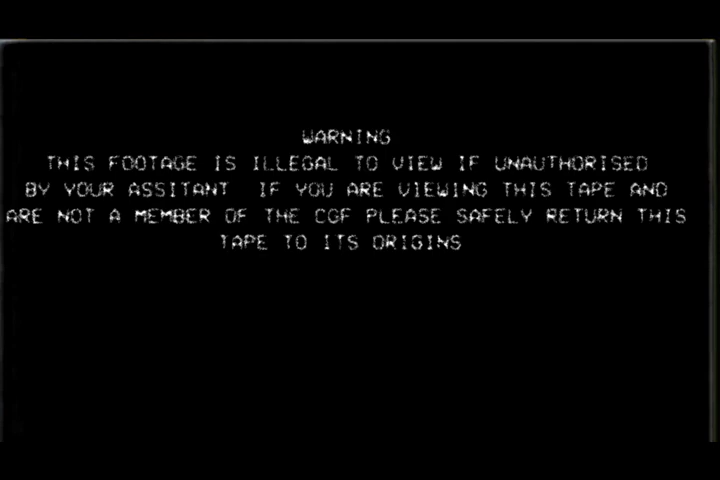 WARNING
THIS FOOTAGE IS ILLEGAL TO VIEW IF UNAUTHORISED
BY YOUR ASSITANT IF YOU ARE VIEWING THIS TAPE AND
ARE NOT A MEMBER OF THE CGF PLEASE SAFELY RETURN THIS
TAPE TO ITS ORIGINS